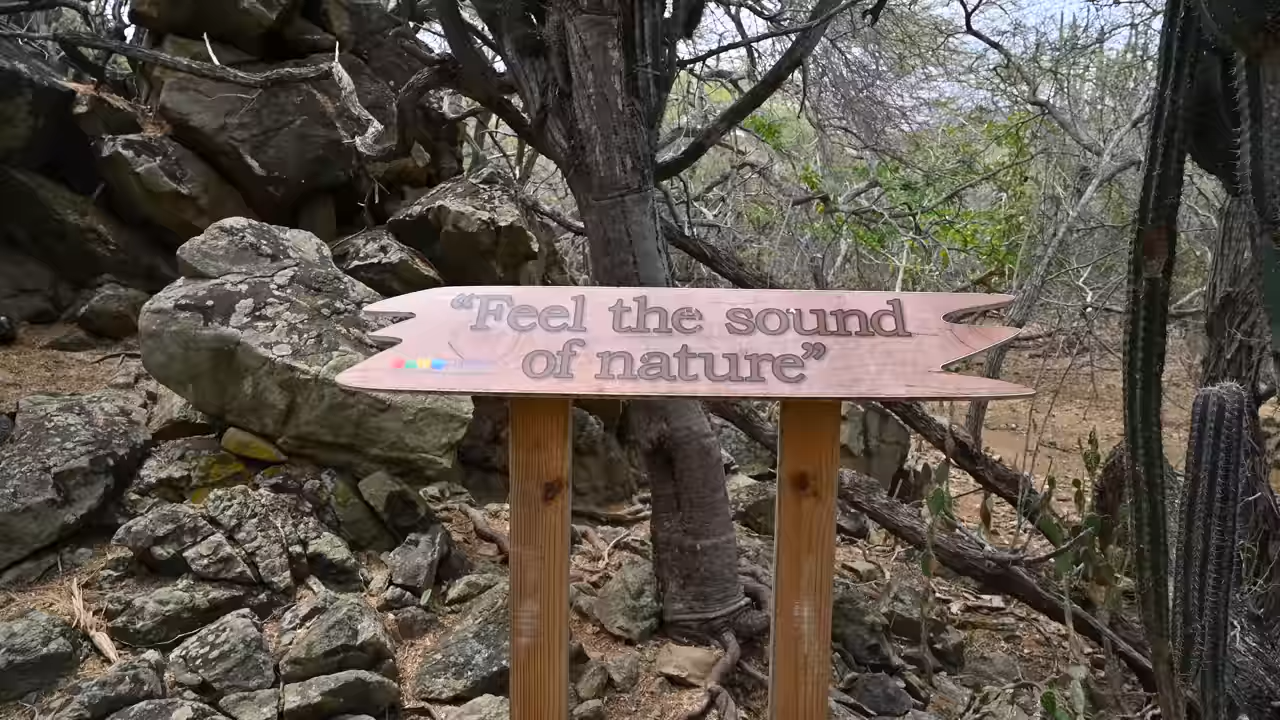 “Feel the sound
of nature”